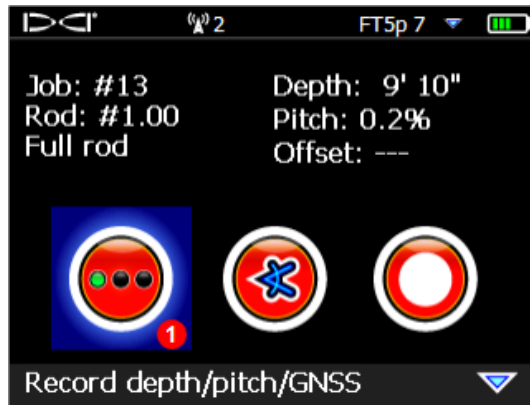 DCI 2 FT5p 7
Job: #13
Rod: #1.00
Full rod
Depth: 9' 10"
Pitch: 0.2%
Offset: ---
1
Record depth/pitch/GNSS